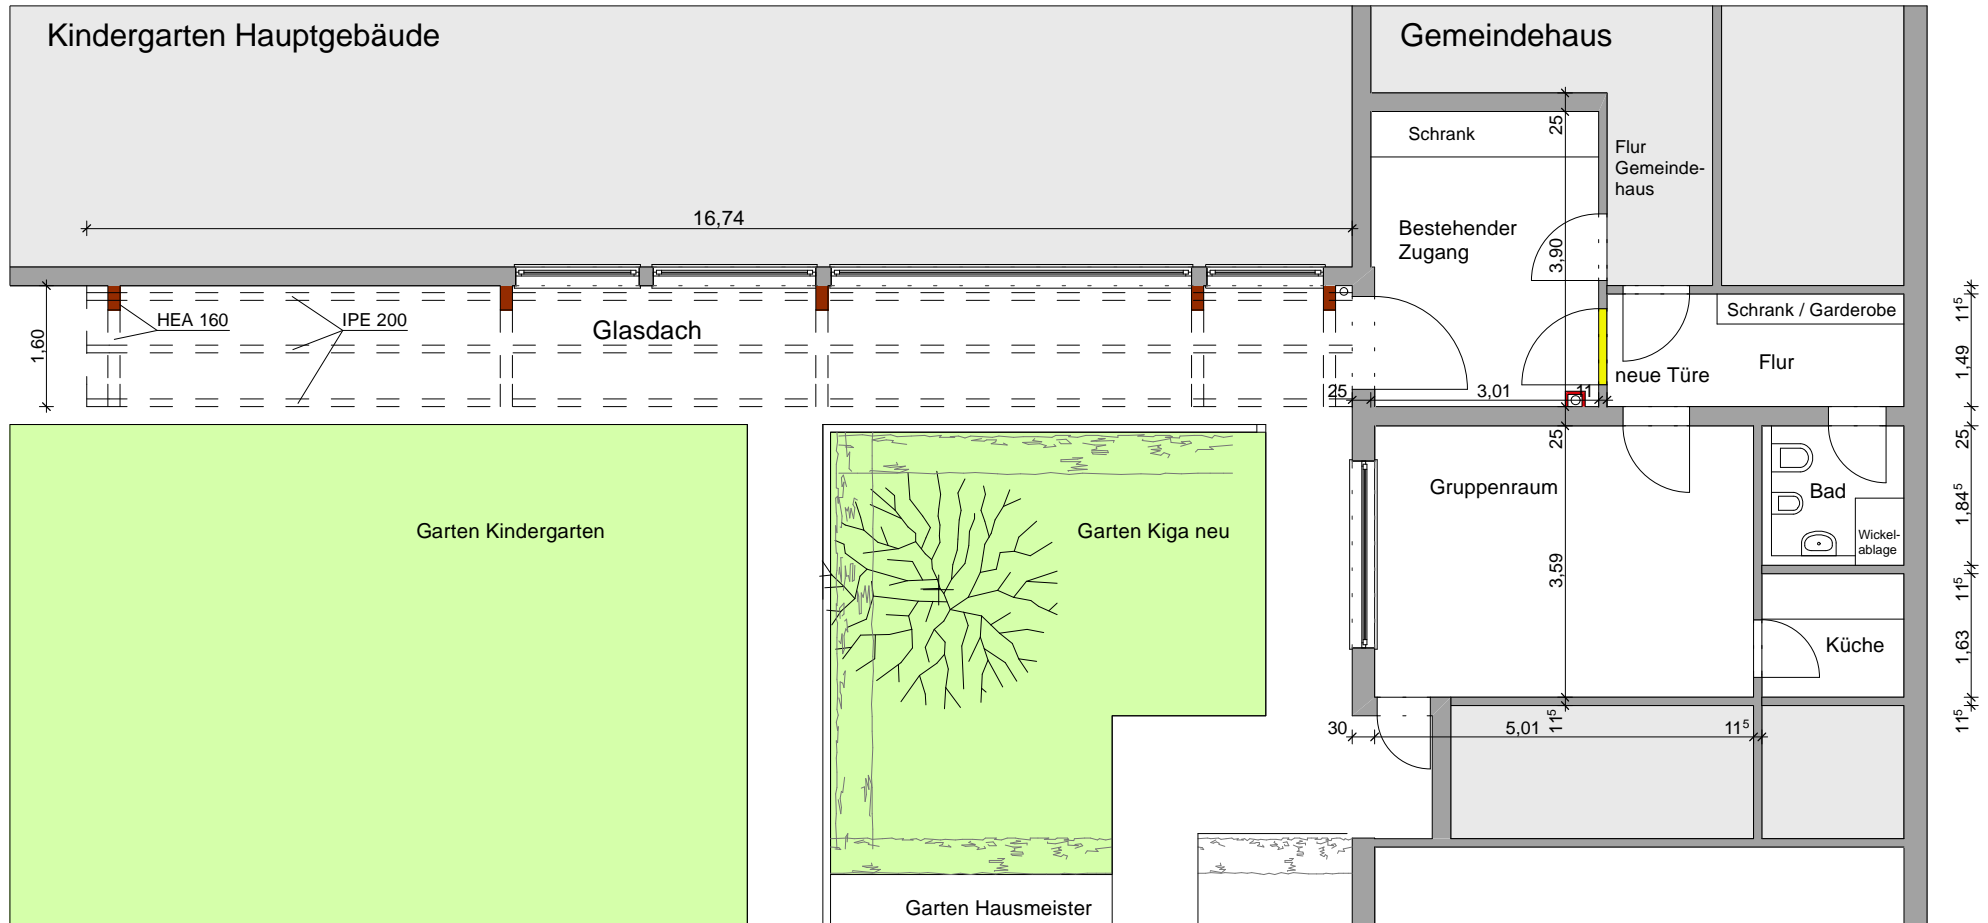 Kindergarten Hauptgebäude
Gemeindehaus
Schrank
25
Flur
Gemeinde-
haus
16,74
Bestehender
Zugang
3,90
HEA 160
IPE 200
Glasdach
1,60
Schrank / Garderobe
11⁵
1,49
neue Türe
Flur
25
3,01
11
25
25
Gruppenraum
Bad
1,84⁵
Garten Kindergarten
Garten Kiga neu
Wickel-
ablage
3,59
11⁵
Küche
1,63
30
5,01
11⁵
11⁵
11⁵
Garten Hausmeister